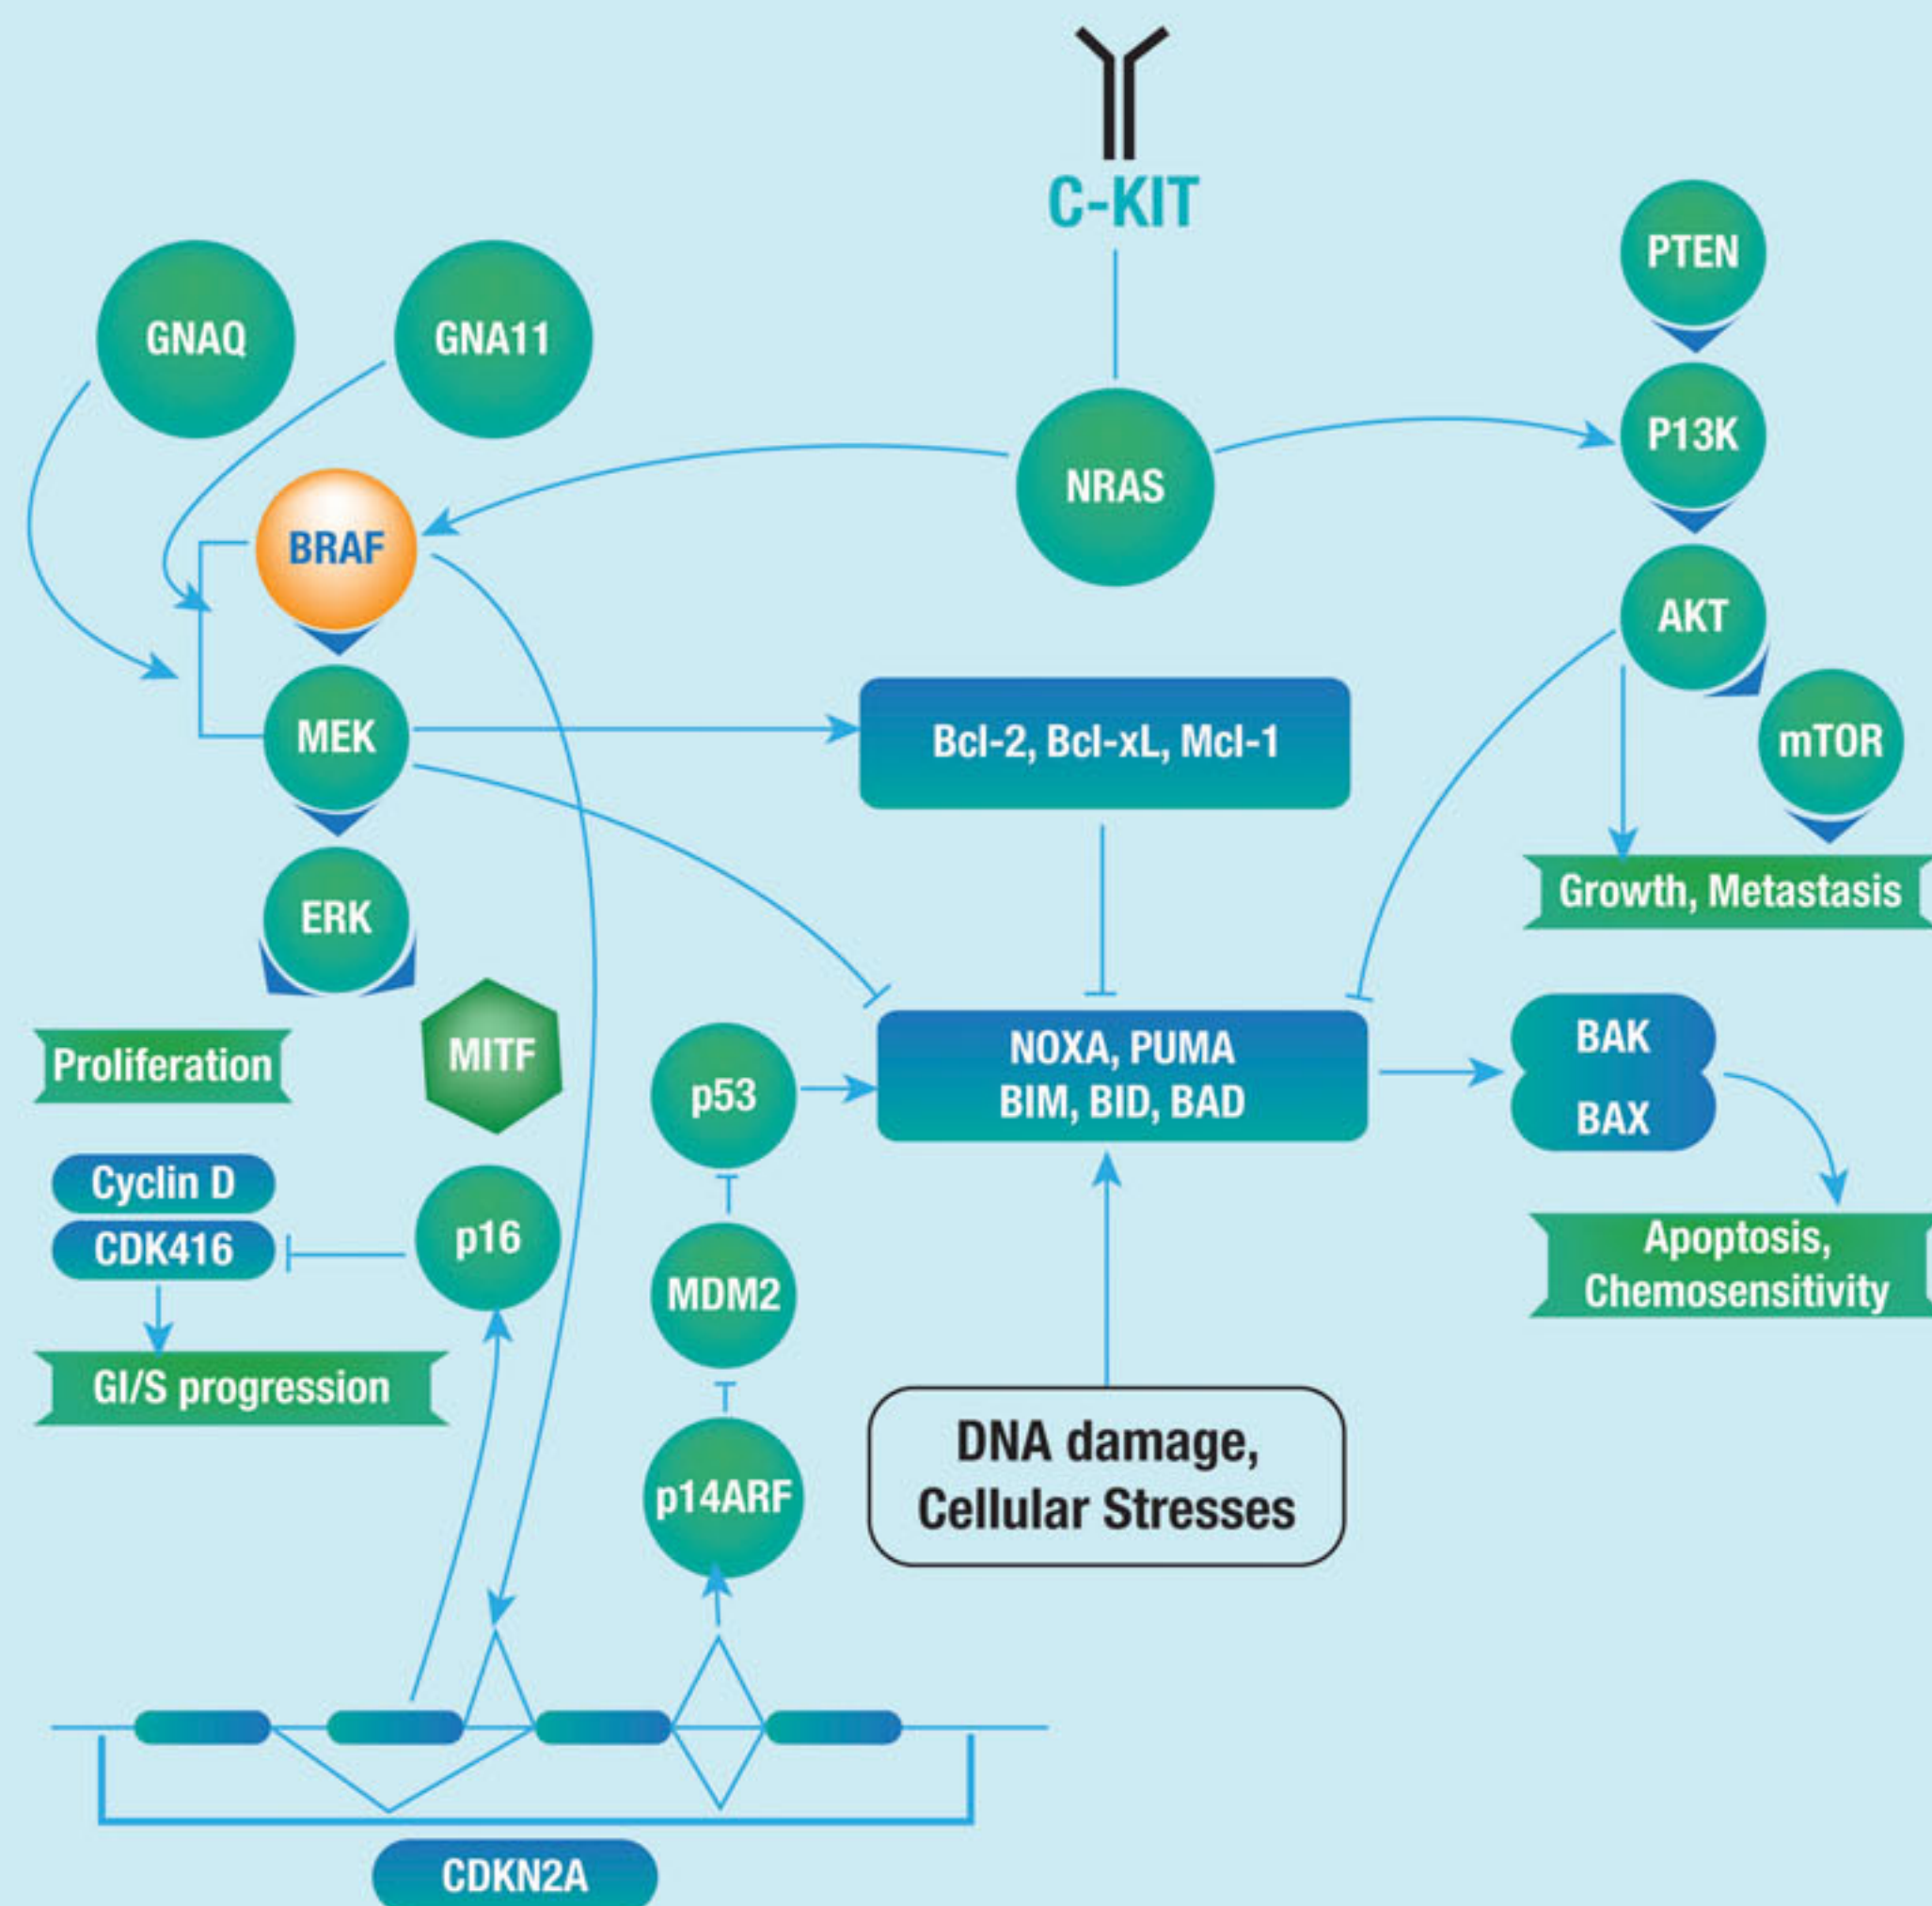 C-KIT
PTEN
GNAQ
GNA11
P13K
NRAS
BRAF
AKT
MEK
Bcl-2, Bcl-xL, Mcl-1
mTOR
Growth, Metastasis
ERK
MITF
Proliferation
p53
NOXA, PUMA
BIM, BID, BAD
BAK
BAX
Cyclin D
CDK416
p16
MDM2
Apoptosis,
Chemosensitivity
GI/S progression
p14ARF
DNA damage,
Cellular Stresses
CDKN2A